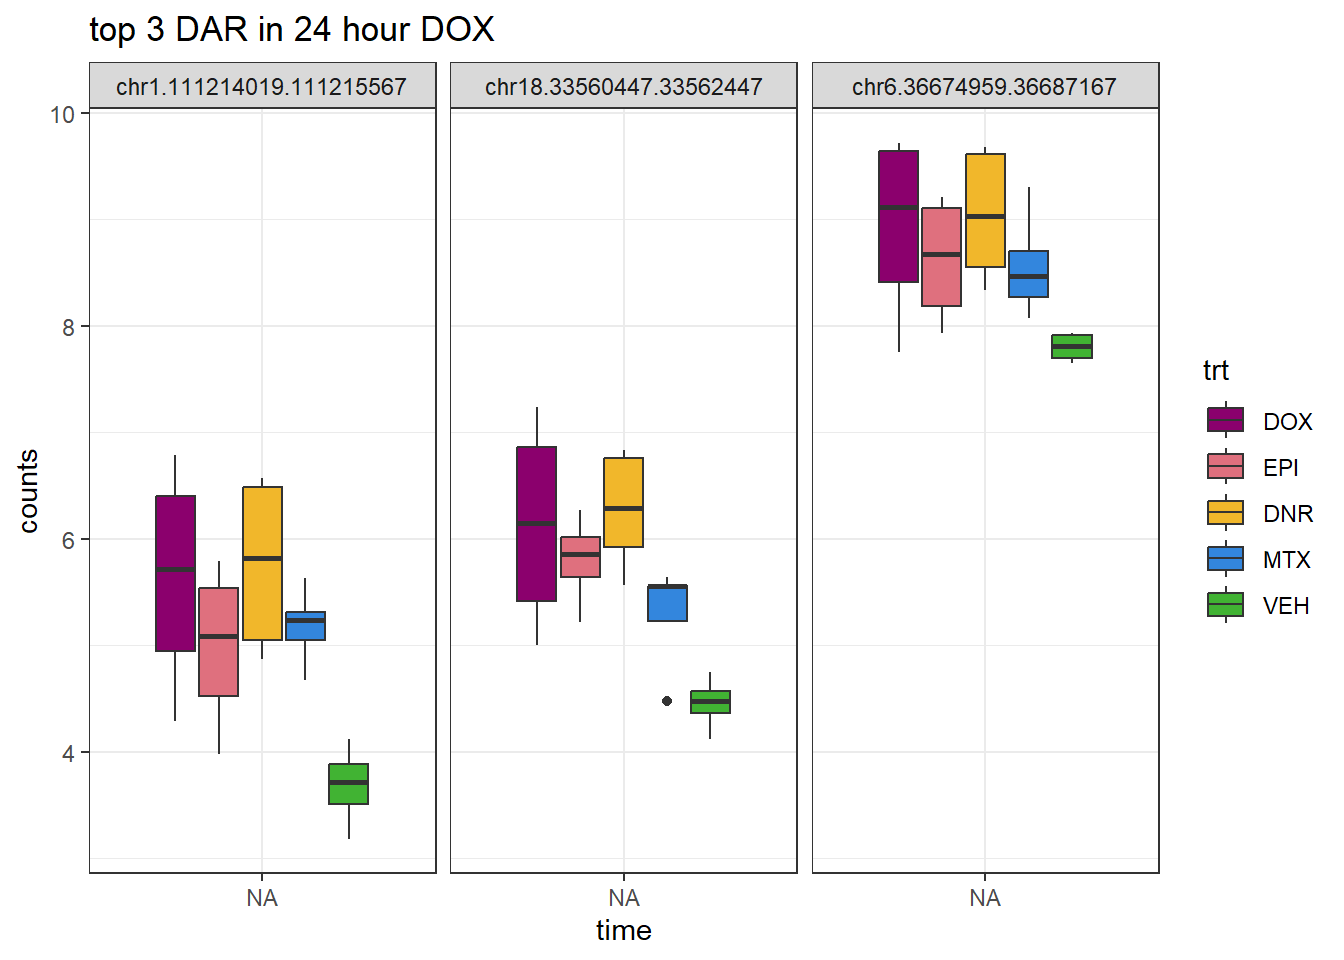 top 3 DAR in 24 hour DOX
chr1.111214019.111215567
chr18.33560447.33562447
chr6.36674959.36687167
10
8
6
4
counts
NA
NA
NA
time
trt
DOX
EPI
DNR
MTX
VEH